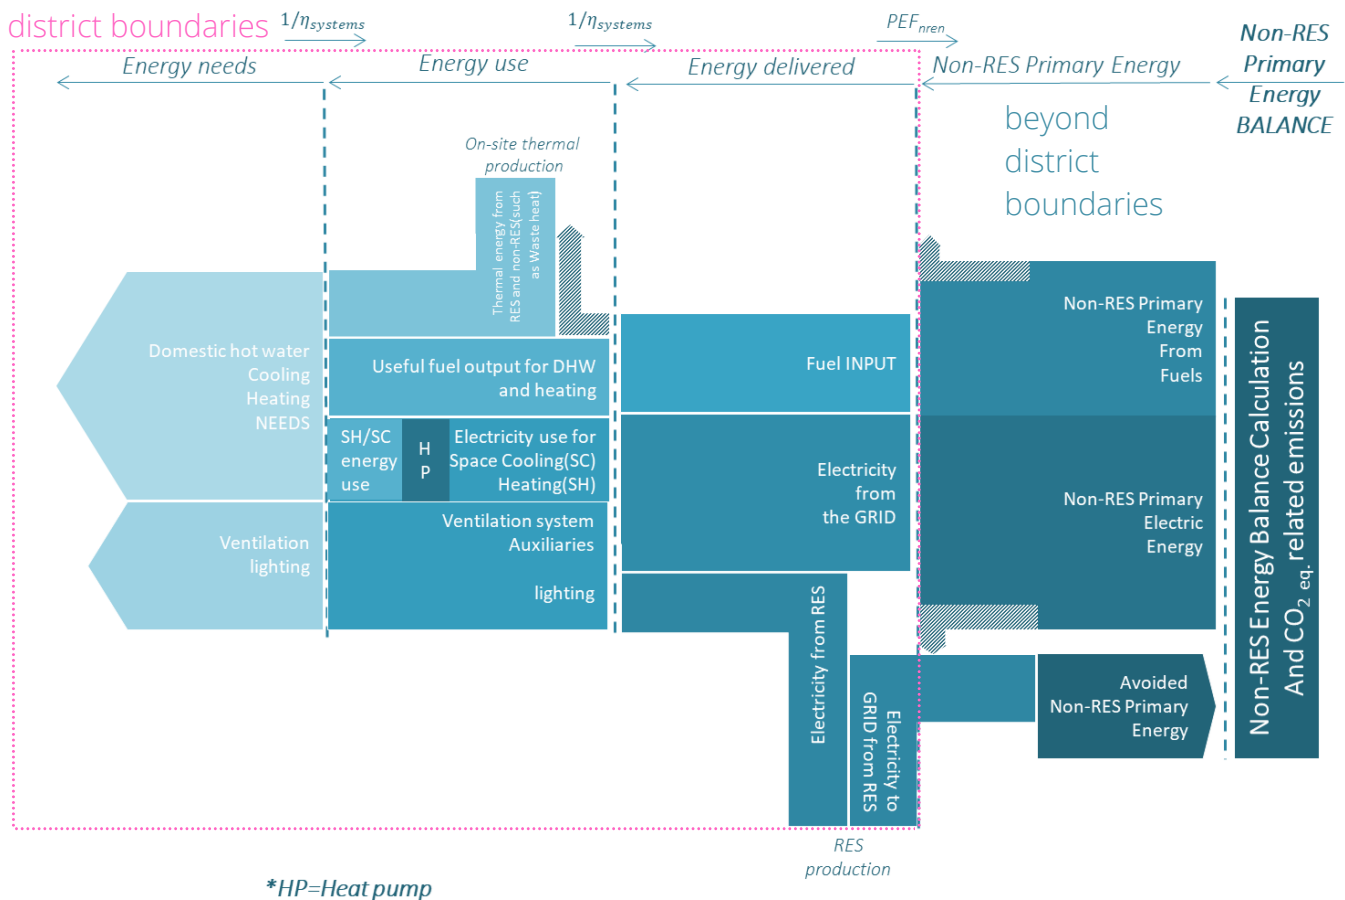 district boundaries
1/η_systems
1/η_systems
PEF_nren
Energy needs
Energy use
Energy delivered
Non-RES Primary Energy
Non-RES
Primary
Energy
BALANCE
beyond
district
boundaries
On-site thermal
production
Thermal energy from
RES and non-RES(such
as Waste heat)
Domestic hot water
Cooling
Heating
NEEDS
Useful fuel output for DHW
and heating
Fuel INPUT
Non-RES Primary
Energy
From
Fuels
SH/SC
energy
use
H
P
Electricity use for
Space Cooling(SC)
Heating(SH)
Electricity
from
the GRID
Non-RES Primary
Electric
Energy
Ventilation
lighting
Ventilation system
Auxiliaries
lighting
Electricity from RES
Electricity to
GRID from RES
Avoided
Non-RES Primary
Energy
Non-RES Energy Balance Calculation
And CO₂ eq. related emissions
RES
production
*HP=Heat pump